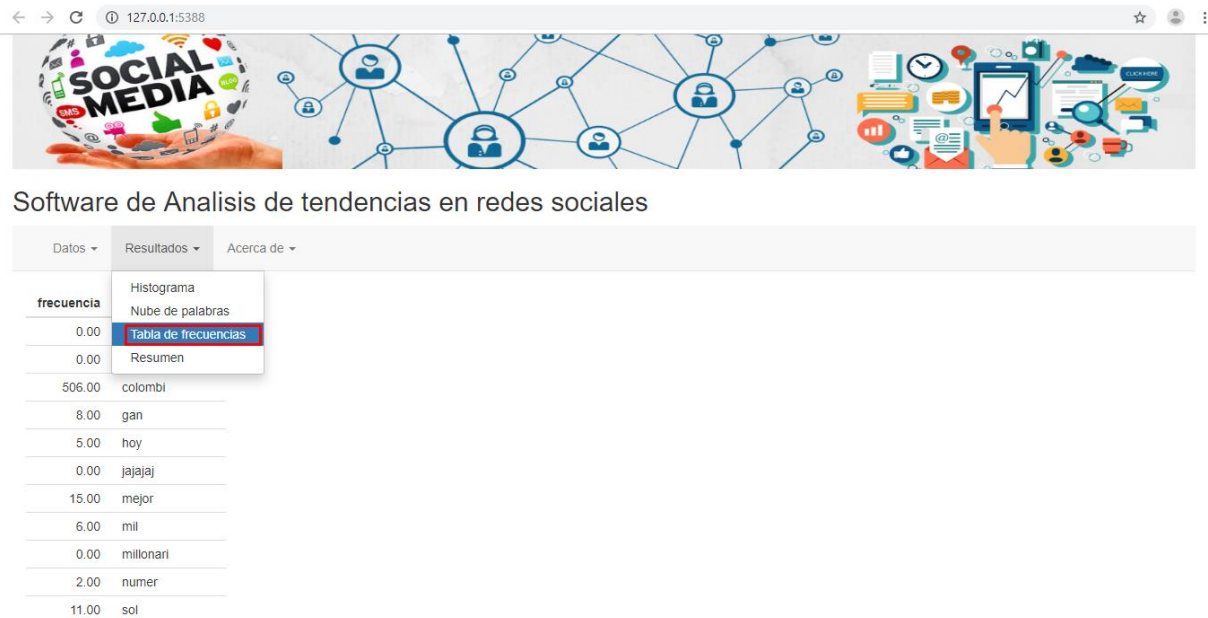 127.0.0.1:5388
SOCIAL
MEDIA
SMS
BLOG
CLICK HERE
Software de Analisis de tendencias en redes sociales
Datos Resultados Acerca de
Histograma
Nube de palabras
Tabla de frecuencias
Resumen
frecuencia
0.00
0.00
506.00 colombi
8.00 gan
5.00 hoy
0.00 jajajaj
15.00 mejor
6.00 mil
0.00 millonari
2.00 numer
11.00 sol